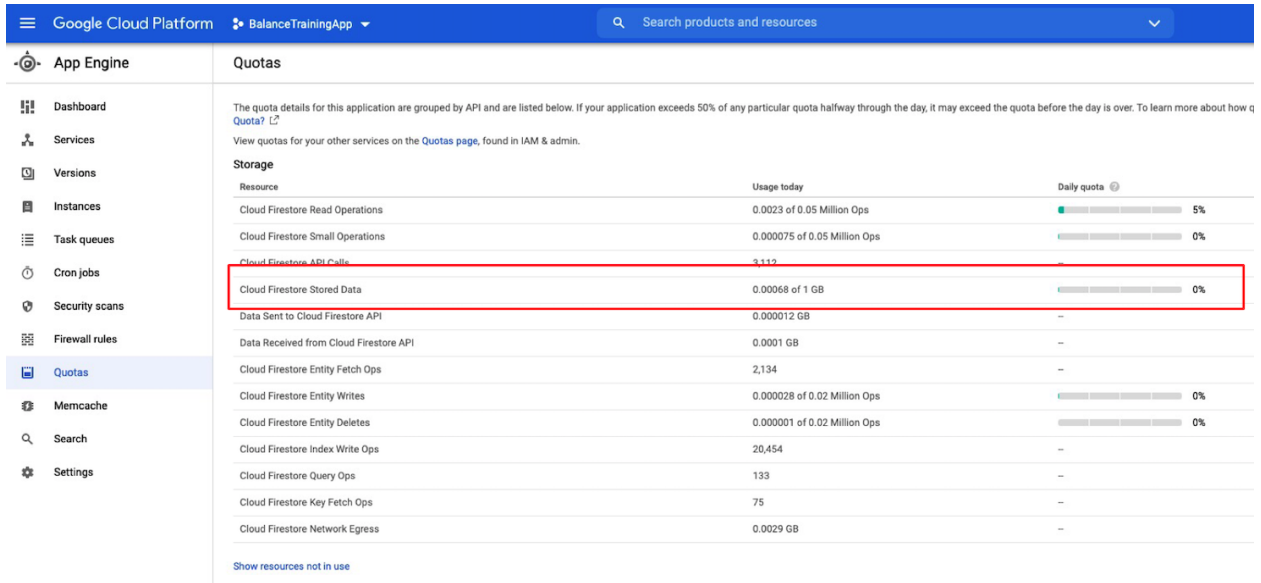 Google Cloud Platform
BalanceTrainingApp
Search products and resources
App Engine
Quotas
Dashboard
Services
Versions
Instances
Task queues
Cron jobs
Security scans
Firewall rules
Quotas
Memcache
Search
Settings
The quota details for this application are grouped by API and are listed below. If your application exceeds 50% of any particular quota halfway through the day, it may exceed the quota before the day is over. To learn more about how q
Quota?
View quotas for your other services on the Quotas page, found in IAM & admin.
Storage
Resource Usage today Daily quota
Cloud Firestore Read Operations 0.0023 of 0.05 Million Ops 5%
Cloud Firestore Small Operations 0.000075 of 0.05 Million Ops 0%
Cloud Firestore API Calls 3,112 –
Cloud Firestore Stored Data 0.00068 of 1 GB 0%
Data Sent to Cloud Firestore API 0.000012 GB –
Data Received from Cloud Firestore API 0.0001 GB –
Cloud Firestore Entity Fetch Ops 2,134 –
Cloud Firestore Entity Writes 0.000028 of 0.02 Million Ops 0%
Cloud Firestore Entity Deletes 0.000001 of 0.02 Million Ops 0%
Cloud Firestore Index Write Ops 20,454 –
Cloud Firestore Query Ops 133 –
Cloud Firestore Key Fetch Ops 75 –
Cloud Firestore Network Egress 0.0029 GB –
Show resources not in use